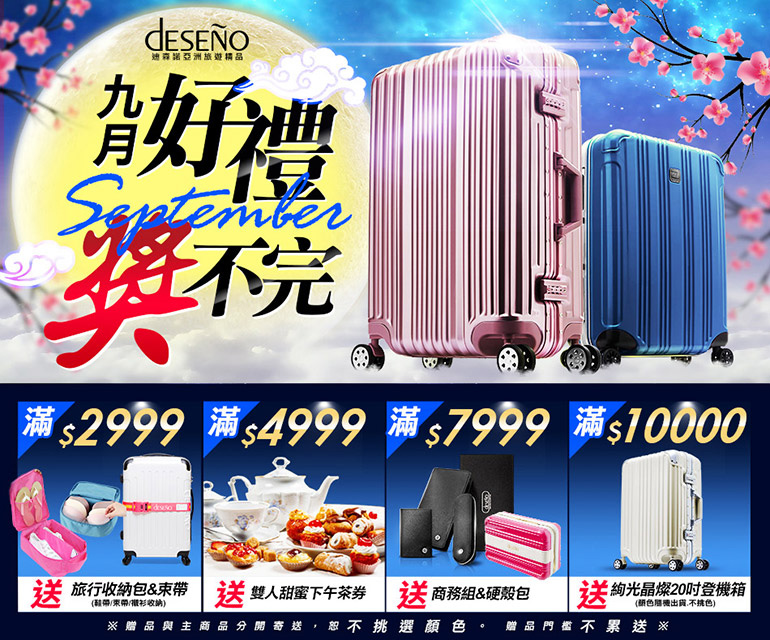 deseÑo
迪森諾亞洲旅遊精品
九月好禮
September
獎不完
滿$2999
滿$4999
滿$7999
滿$10000
deseno
送 旅行收納包&束帶
(鞋帶/束帶/襯衫收納)
送 雙人甜蜜下午茶券
送 商務組&硬殼包
送 絢光晶燦20吋登機箱
(顏色隨機出貨.不挑色)
※贈品與主商品分開寄送，恕不挑選顏色。 贈品門檻不累送※